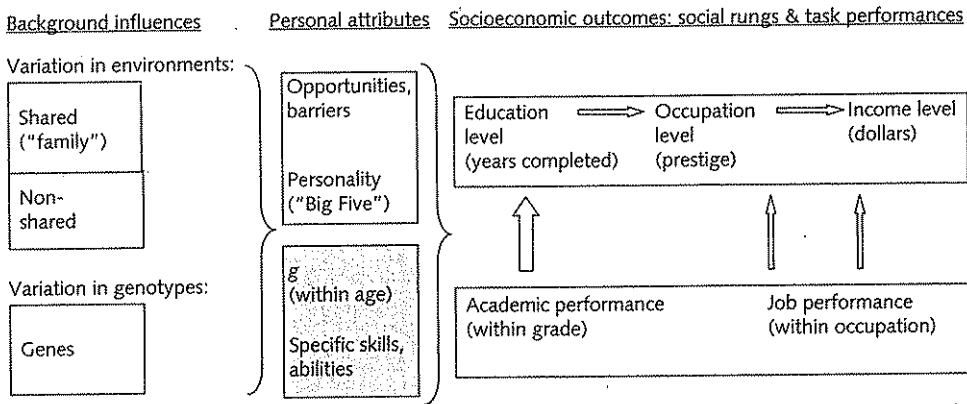 Background influences
Personal attributes
Socioeconomic outcomes: social rungs & task performances
Variation in environments:
Shared
("family")
Non-
shared
Variation in genotypes:
Genes
Opportunities,
barriers
Personality
("Big Five")
g
(within age)
Specific skills,
abilities
Education
level
(years completed)
Occupation
level
(prestige)
Income level
(dollars)
Academic performance
(within grade)
Job performance
(within occupation)